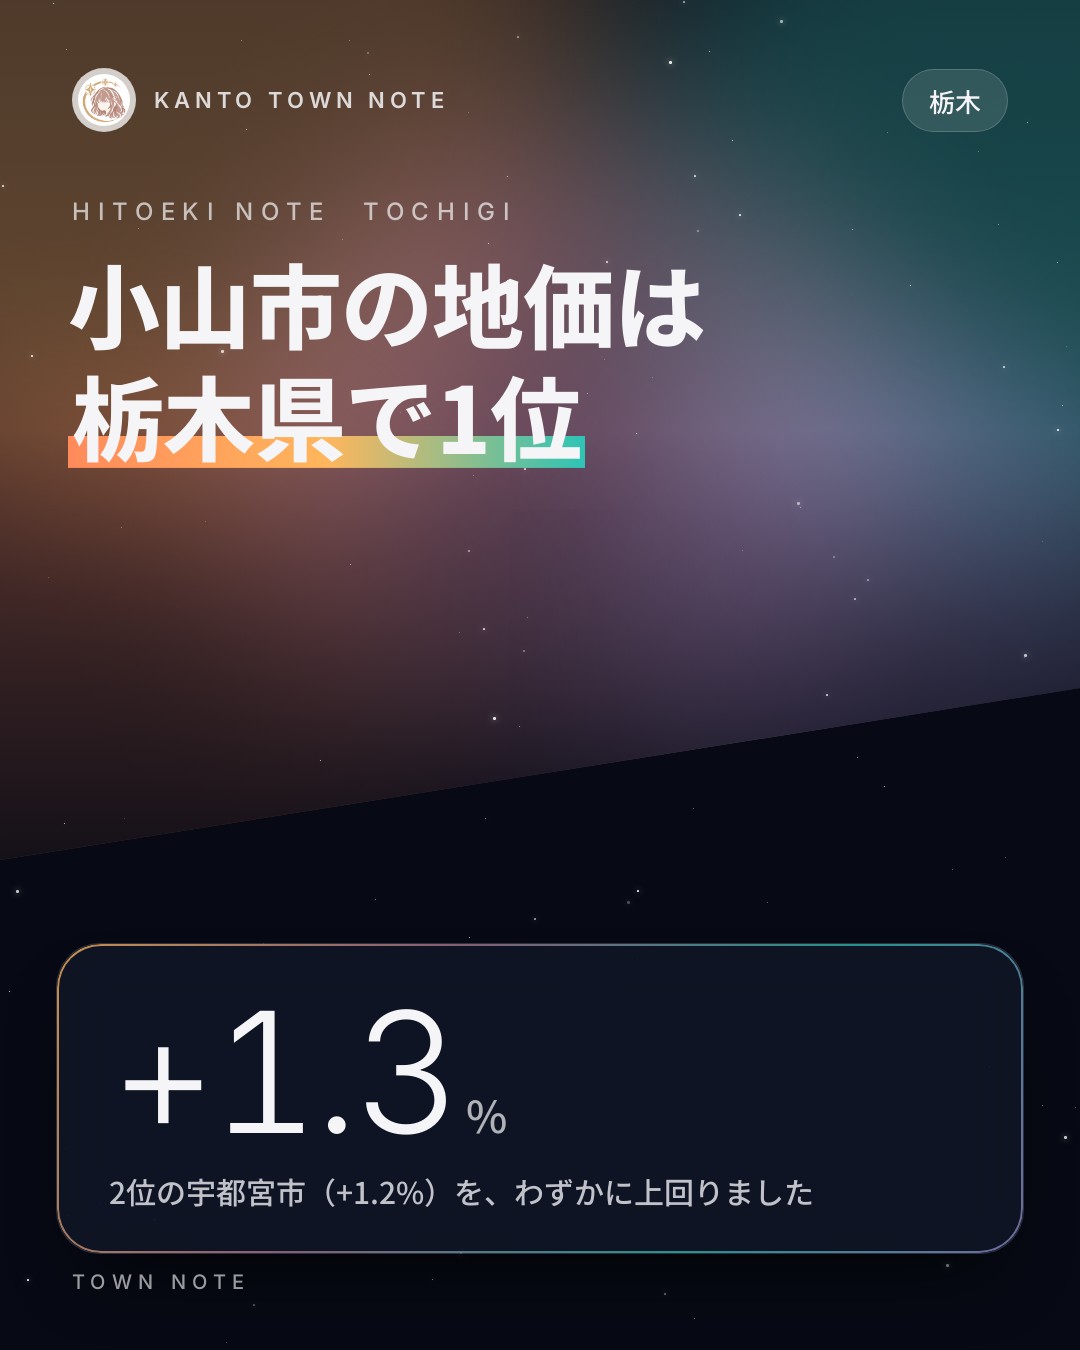 KANTO TOWN NOTE
栃木
HITOEKI NOTE TOCHIGI
小山市の地価は
栃木県で1位
+1.3%
2位の宇都宮市（+1.2%）を、わずかに上回りました
TOWN NOTE